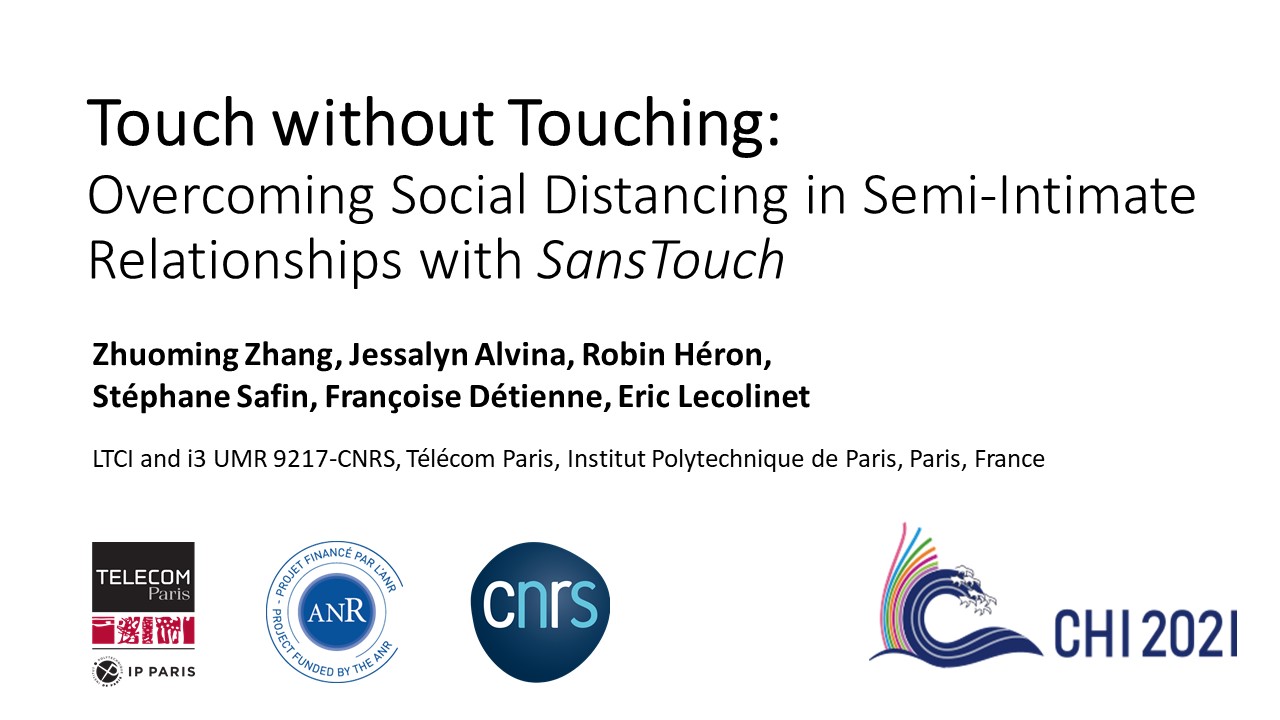 Touch without Touching:
Overcoming Social Distancing in Semi-Intimate
Relationships with SansTouch
Zhuoming Zhang, Jessalyn Alvina, Robin Héron,
Stéphane Safin, Françoise Détienne, Eric Lecolinet
LTCI and i3 UMR 9217-CNRS, Télécom Paris, Institut Polytechnique de Paris, Paris, France
TELECOM
Paris
IP PARIS
PROJET FINANCÉ PAR L'ANR
ANR
PROJECT FUNDED BY THE ANR
cnrs
CHI 2021